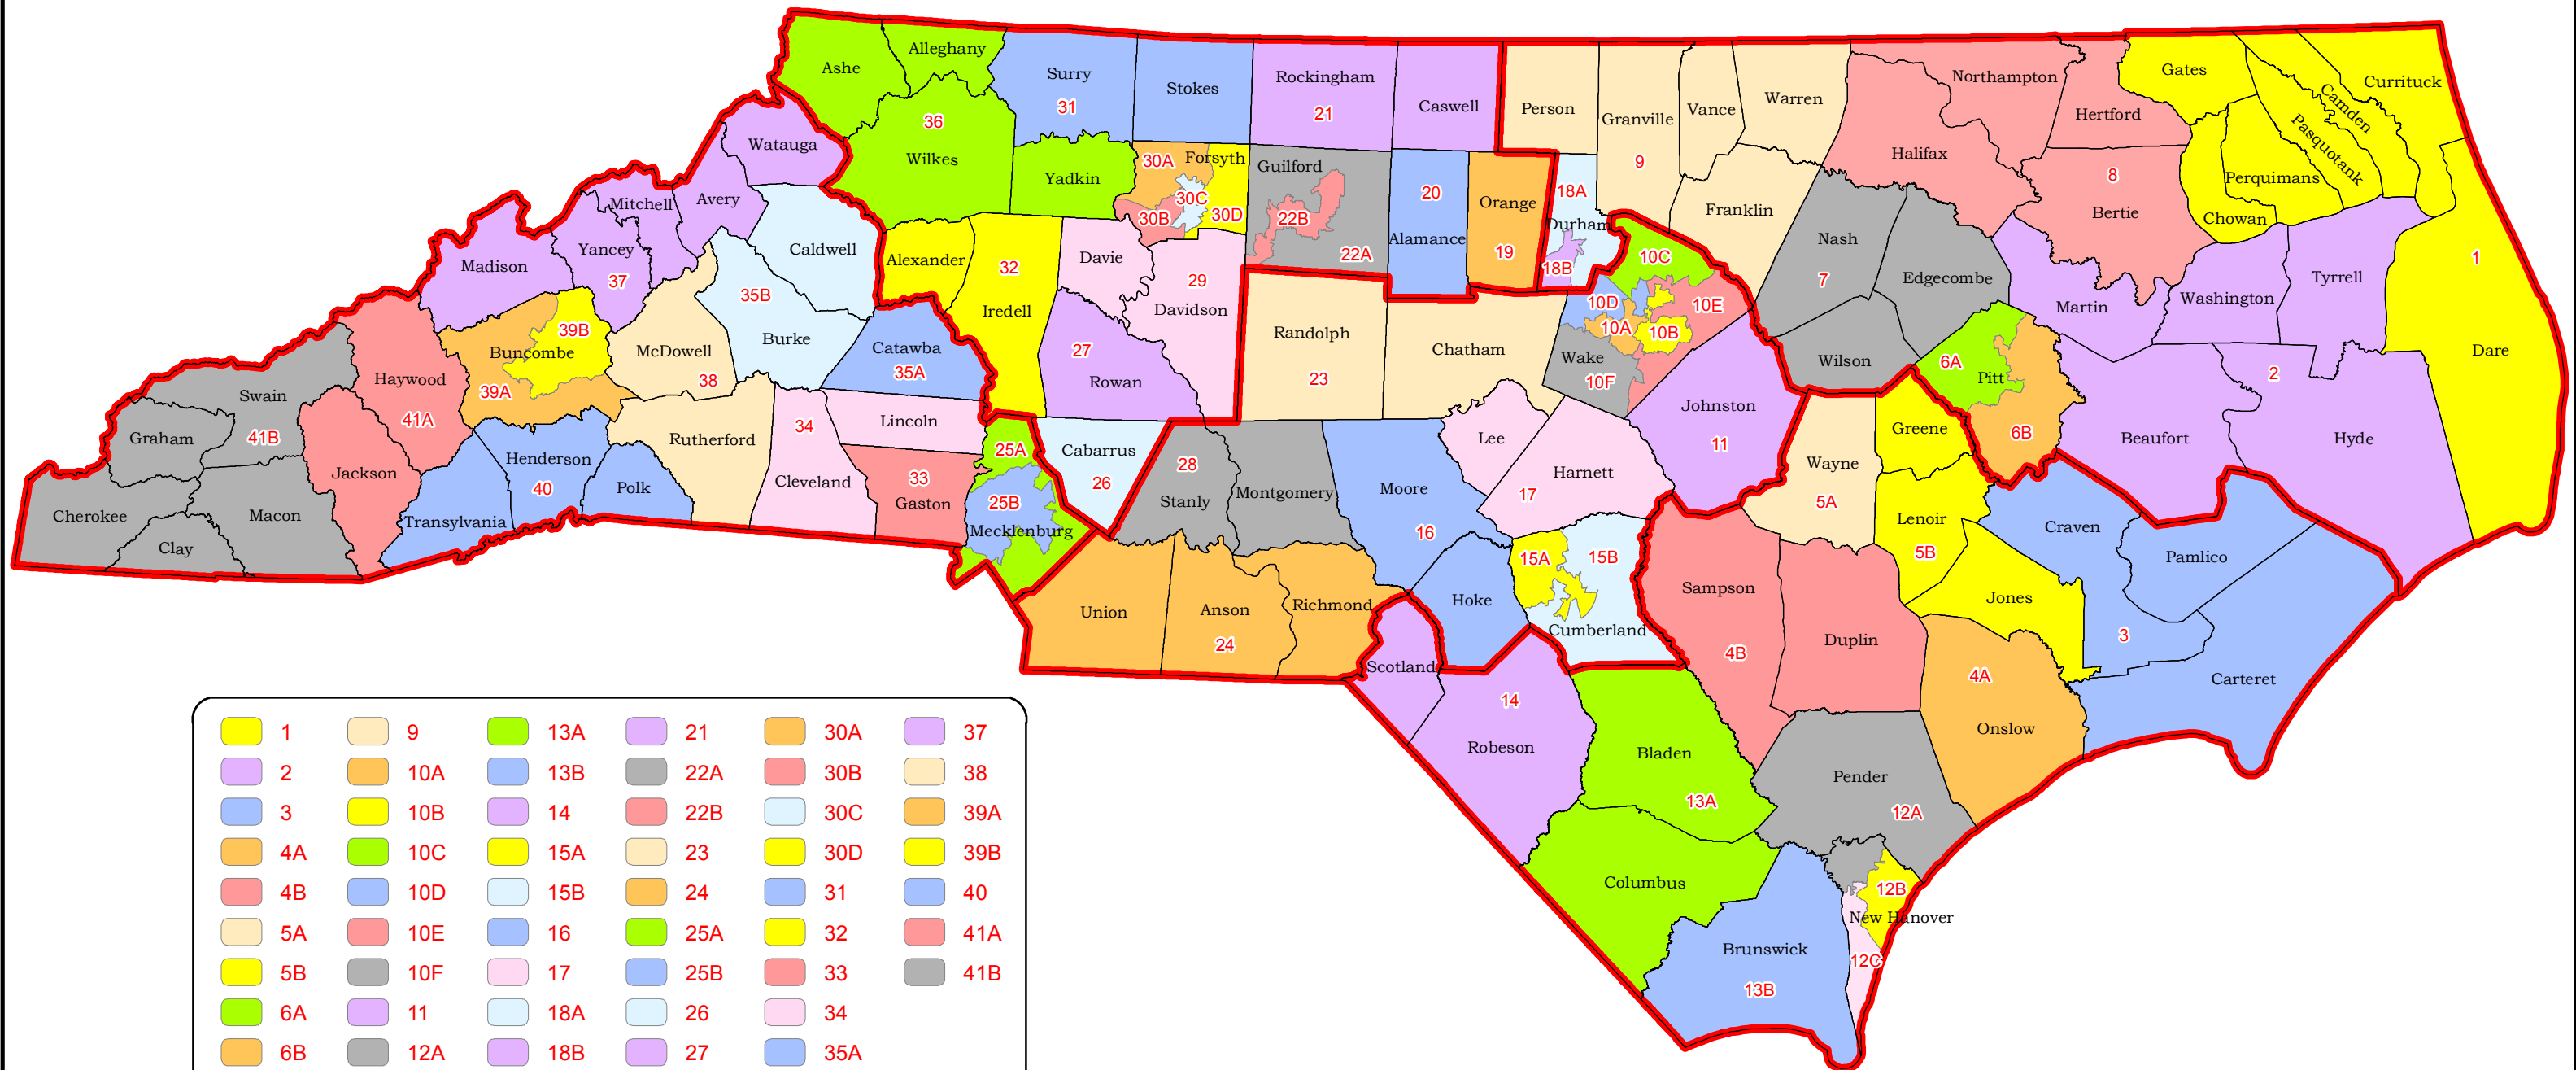 Ashe
Alleghany
36
Wilkes
Surry
31
Stokes
Rockingham
21
Caswell
Person
Granville
9
Vance
Warren
Franklin
Northampton
Halifax
Hertford
8
Bertie
Gates
Currituck
Camden
Pasquotank
Perquimans
Chowan
1
Dare
Watauga
Avery
Mitchell
Yancey
37
Madison
Caldwell
35B
Burke
Alexander
32
Iredell
Yadkin
30A
Forsyth
30C
30B
30D
Davie
29
Davidson
Guilford
22B
22A
20
Alamance
Orange
19
18A
Durham
18B
10C
10D
10E
10A
10B
Wake
10F
Nash
7
Edgecombe
Wilson
Martin
Washington
Tyrrell
2
Beaufort
Hyde
6A
Pitt
6B
Swain
Graham
41B
Cherokee
Clay
Macon
Haywood
41A
Jackson
39B
Buncombe
39A
McDowell
38
Rutherford
Catawba
35A
Lincoln
34
Cleveland
33
Gaston
Henderson
40
Polk
Transylvania
27
Rowan
25A
25B
Mecklenburg
Cabarrus
26
28
Stanly
Montgomery
Randolph
23
Chatham
Moore
16
Lee
Harnett
17
Johnston
11
Wayne
5A
Greene
Lenoir
5B
Jones
Craven
Pamlico
3
Carteret
Union
Anson
24
Richmond
Scotland
Hoke
15A
15B
Cumberland
Sampson
4B
Duplin
4A
Onslow
14
Robeson
Bladen
13A
Columbus
Pender
12A
12B
New Hanover
12C
Brunswick
13B
1 9 13A 21 30A 37
2 10A 13B 22A 30B 38
3 10B 14 22B 30C 39A
4A 10C 15A 23 30D 39B
4B 10D 15B 24 31 40
5A 10E 16 25A 32 41A
5B 10F 17 25B 33 41B
6A 11 18A 26 34
6B 12A 18B 27 35A